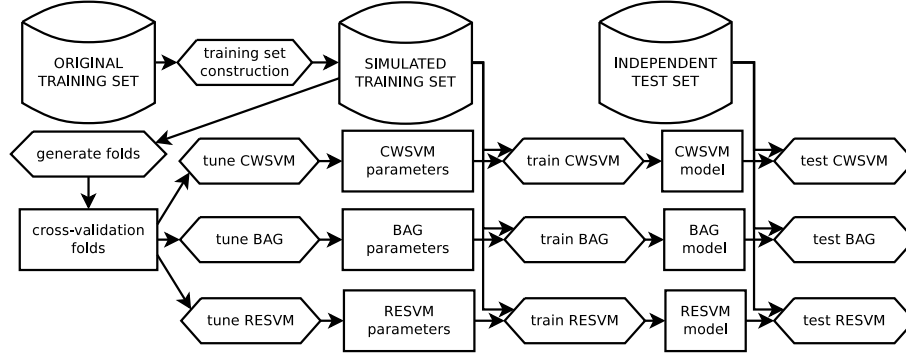 ORIGINAL
TRAINING SET
training set
construction
SIMULATED
TRAINING SET
INDEPENDENT
TEST SET
generate folds
tune CWSVM
CWSVM
parameters
train CWSVM
CWSVM
model
test CWSVM
cross-validation
folds
tune BAG
BAG
parameters
train BAG
BAG
model
test BAG
tune RESVM
RESVM
parameters
train RESVM
RESVM
model
test RESVM